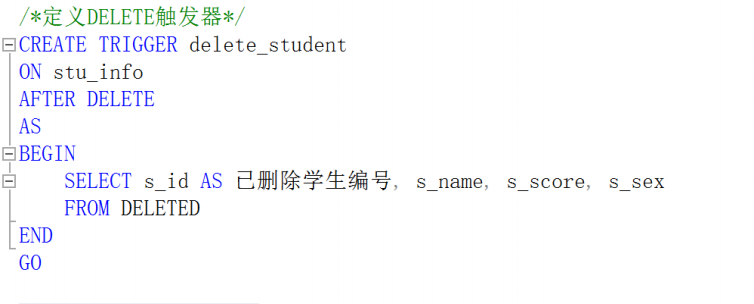 /*定义DELETE触发器*/
CREATE TRIGGER delete_student
ON stu_info
AFTER DELETE
AS
BEGIN
SELECT s_id AS 已删除学生编号, s_name, s_score, s_sex
FROM DELETED
END
GO